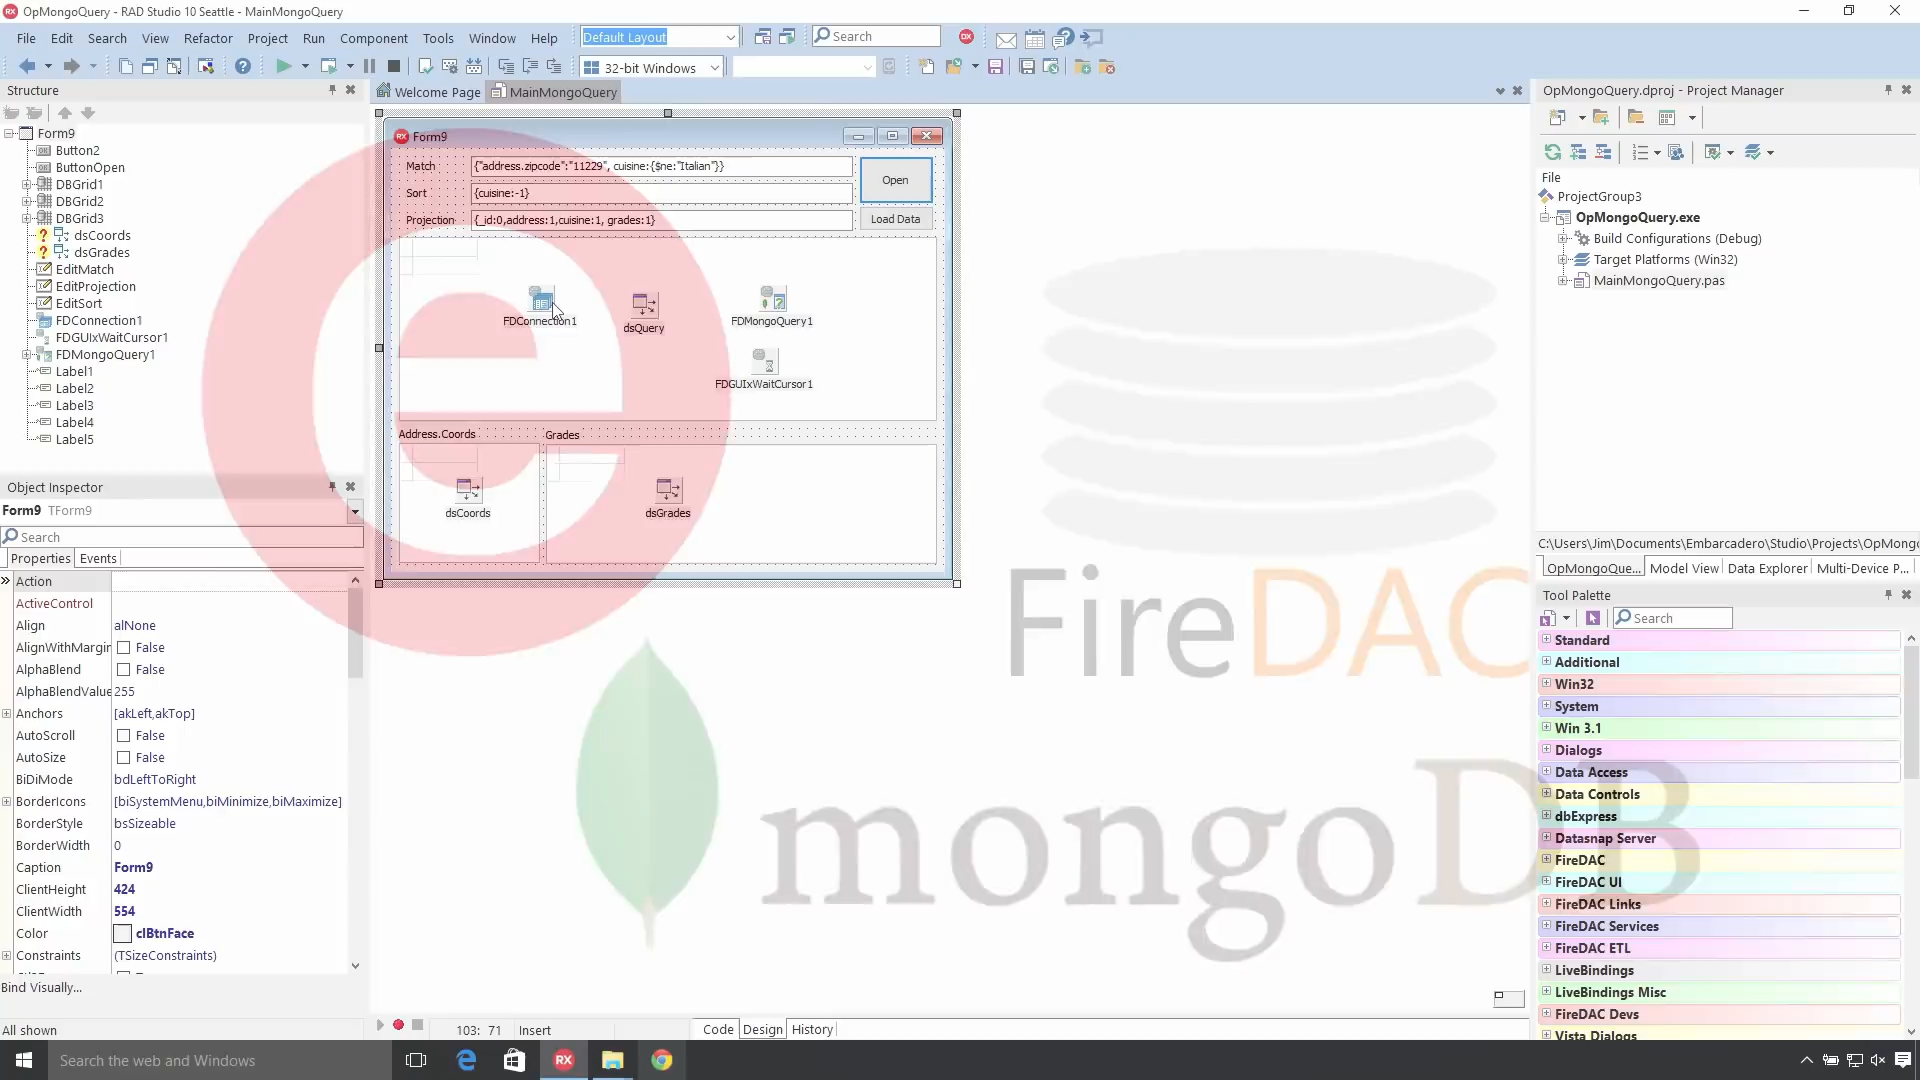 OpMongoQuery - RAD Studio 10 Seattle - MainMongoQuery
File Edit Search View Refactor Project Run Component Tools Window Help Default Layout Search
32-bit Windows
Structure
Welcome Page MainMongoQuery
Form9
Button2
ButtonOpen
DBGrid1
DBGrid2
DBGrid3
dsCoords
dsGrades
EditMatch
EditProjection
EditSort
FDConnection1
FDGUIxWaitCursor1
FDMongoQuery1
Label1
Label2
Label3
Label4
Label5
Object Inspector
Form9 TForm9
Search
Properties Events
Action
ActiveControl
Align alNone
AlignWithMargin False
AlphaBlend False
AlphaBlendValue 255
Anchors [akLeft,akTop]
AutoScroll False
AutoSize False
BiDiMode bdLeftToRight
BorderIcons [biSystemMenu,biMinimize,biMaximize]
BorderStyle bsSizeable
BorderWidth 0
Caption Form9
ClientHeight 424
ClientWidth 554
Color clBtnFace
Constraints (TSizeConstraints)
Bind Visually...
All shown
Form9
Match {"address.zipcode":"11229", cuisine:{$ne:"Italian"}}
Open
Sort {cuisine:-1}
Projection {_id:0,address:1,cuisine:1, grades:1}
Load Data
FDConnection1
dsQuery
FDMongoQuery1
FDGUIxWaitCursor1
Address.Coords
Grades
dsCoords
dsGrades
FireDAC
mongoDB
103: 71 Insert
Code Design History
OpMongoQuery.dproj - Project Manager
File
ProjectGroup3
OpMongoQuery.exe
Build Configurations (Debug)
Target Platforms (Win32)
MainMongoQuery.pas
C:\Users\Jim\Documents\Embarcadero\Studio\Projects\OpMongo
OpMongoQue... Model View Data Explorer Multi-Device P...
Tool Palette
Search
Standard
Additional
Win32
System
Win 3.1
Dialogs
Data Access
Data Controls
dbExpress
Datasnap Server
FireDAC
FireDAC UI
FireDAC Links
FireDAC Services
FireDAC ETL
LiveBindings
LiveBindings Misc
FireDAC Devs
Vista Dialogs
Search the web and Windows